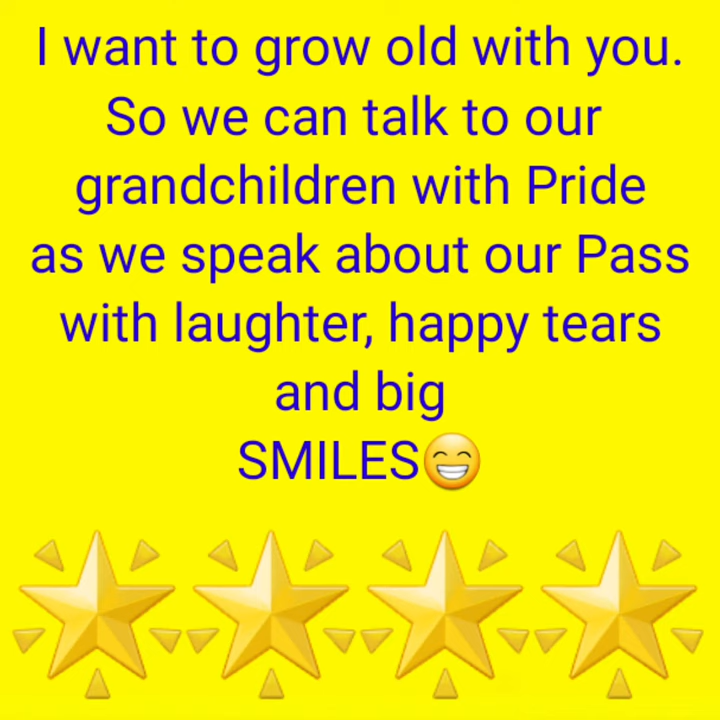 I want to grow old with you.
So we can talk to our
grandchildren with Pride
as we speak about our Pass
with laughter, happy tears
and big
SMILES😁